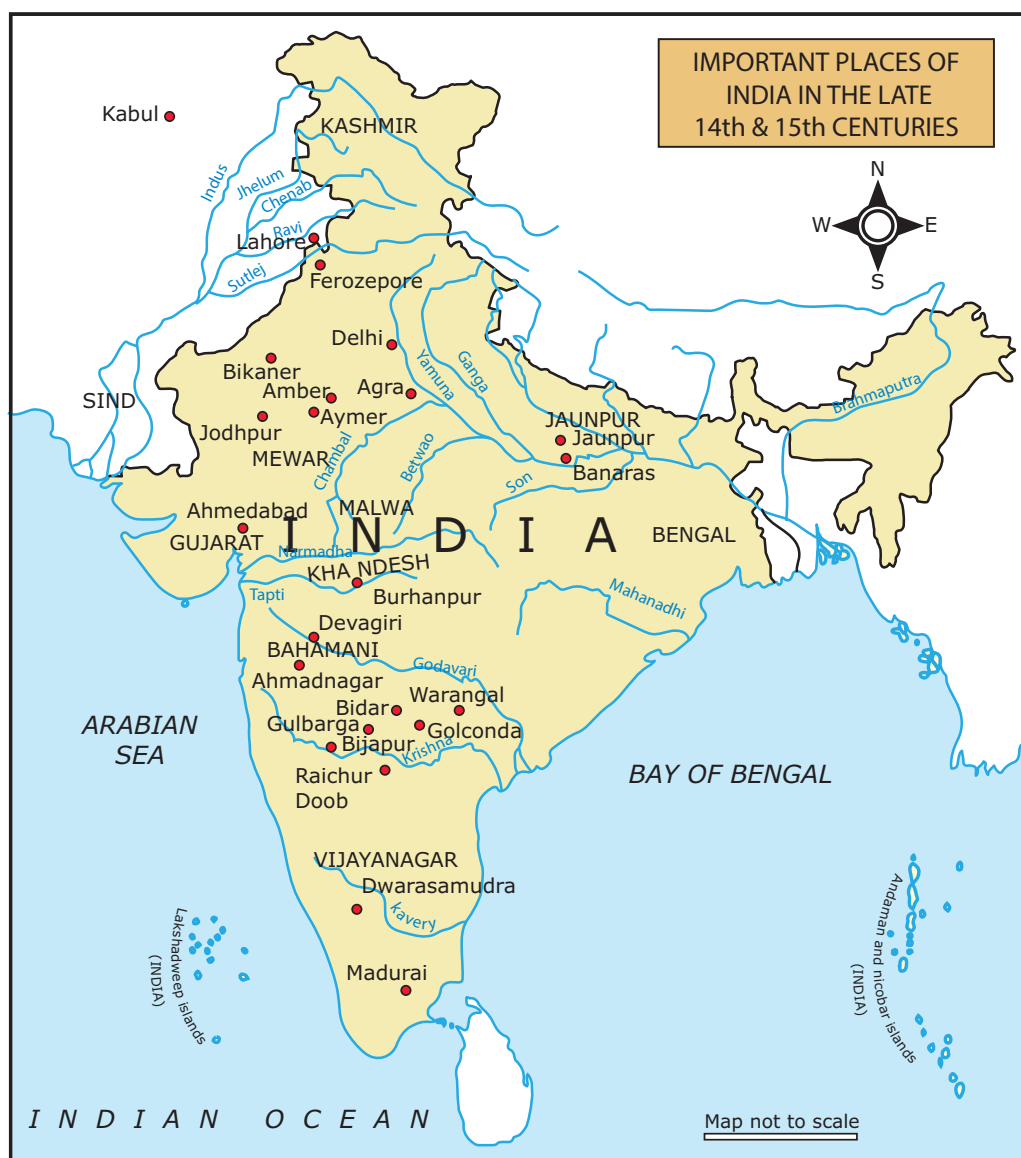 IMPORTANT PLACES OF
INDIA IN THE LATE
14th & 15th CENTURIES
N
W
E
S
Kabul
KASHMIR
Indus
Jhelum
Chenab
Ravi
Lahore
Sutlej
Ferozepore
Delhi
Bikaner
Amber
Agra
Yamuna
Ganga
Brahmaputra
SIND
Aymer
Jodhpur
JAUNPUR
Jaunpur
MEWAR
Chambal
Betwao
Banaras
Son
Ahmedabad
MALWA
GUJARAT
INDIA
BENGAL
Narmadha
KHA NDESH
Tapti
Burhanpur
Mahanadhi
Devagiri
BAHAMANI
Godavari
Ahmadnagar
Bidar
Warangal
Gulbarga
Golconda
Bijapur
Krishna
ARABIAN
SEA
Raichur
Doob
BAY OF BENGAL
VIJAYANAGAR
Dwarasamudra
kavery
Lakshadweep islands
(INDIA)
Andaman and nicobar islands
(INDIA)
Madurai
INDIAN OCEAN
Map not to scale